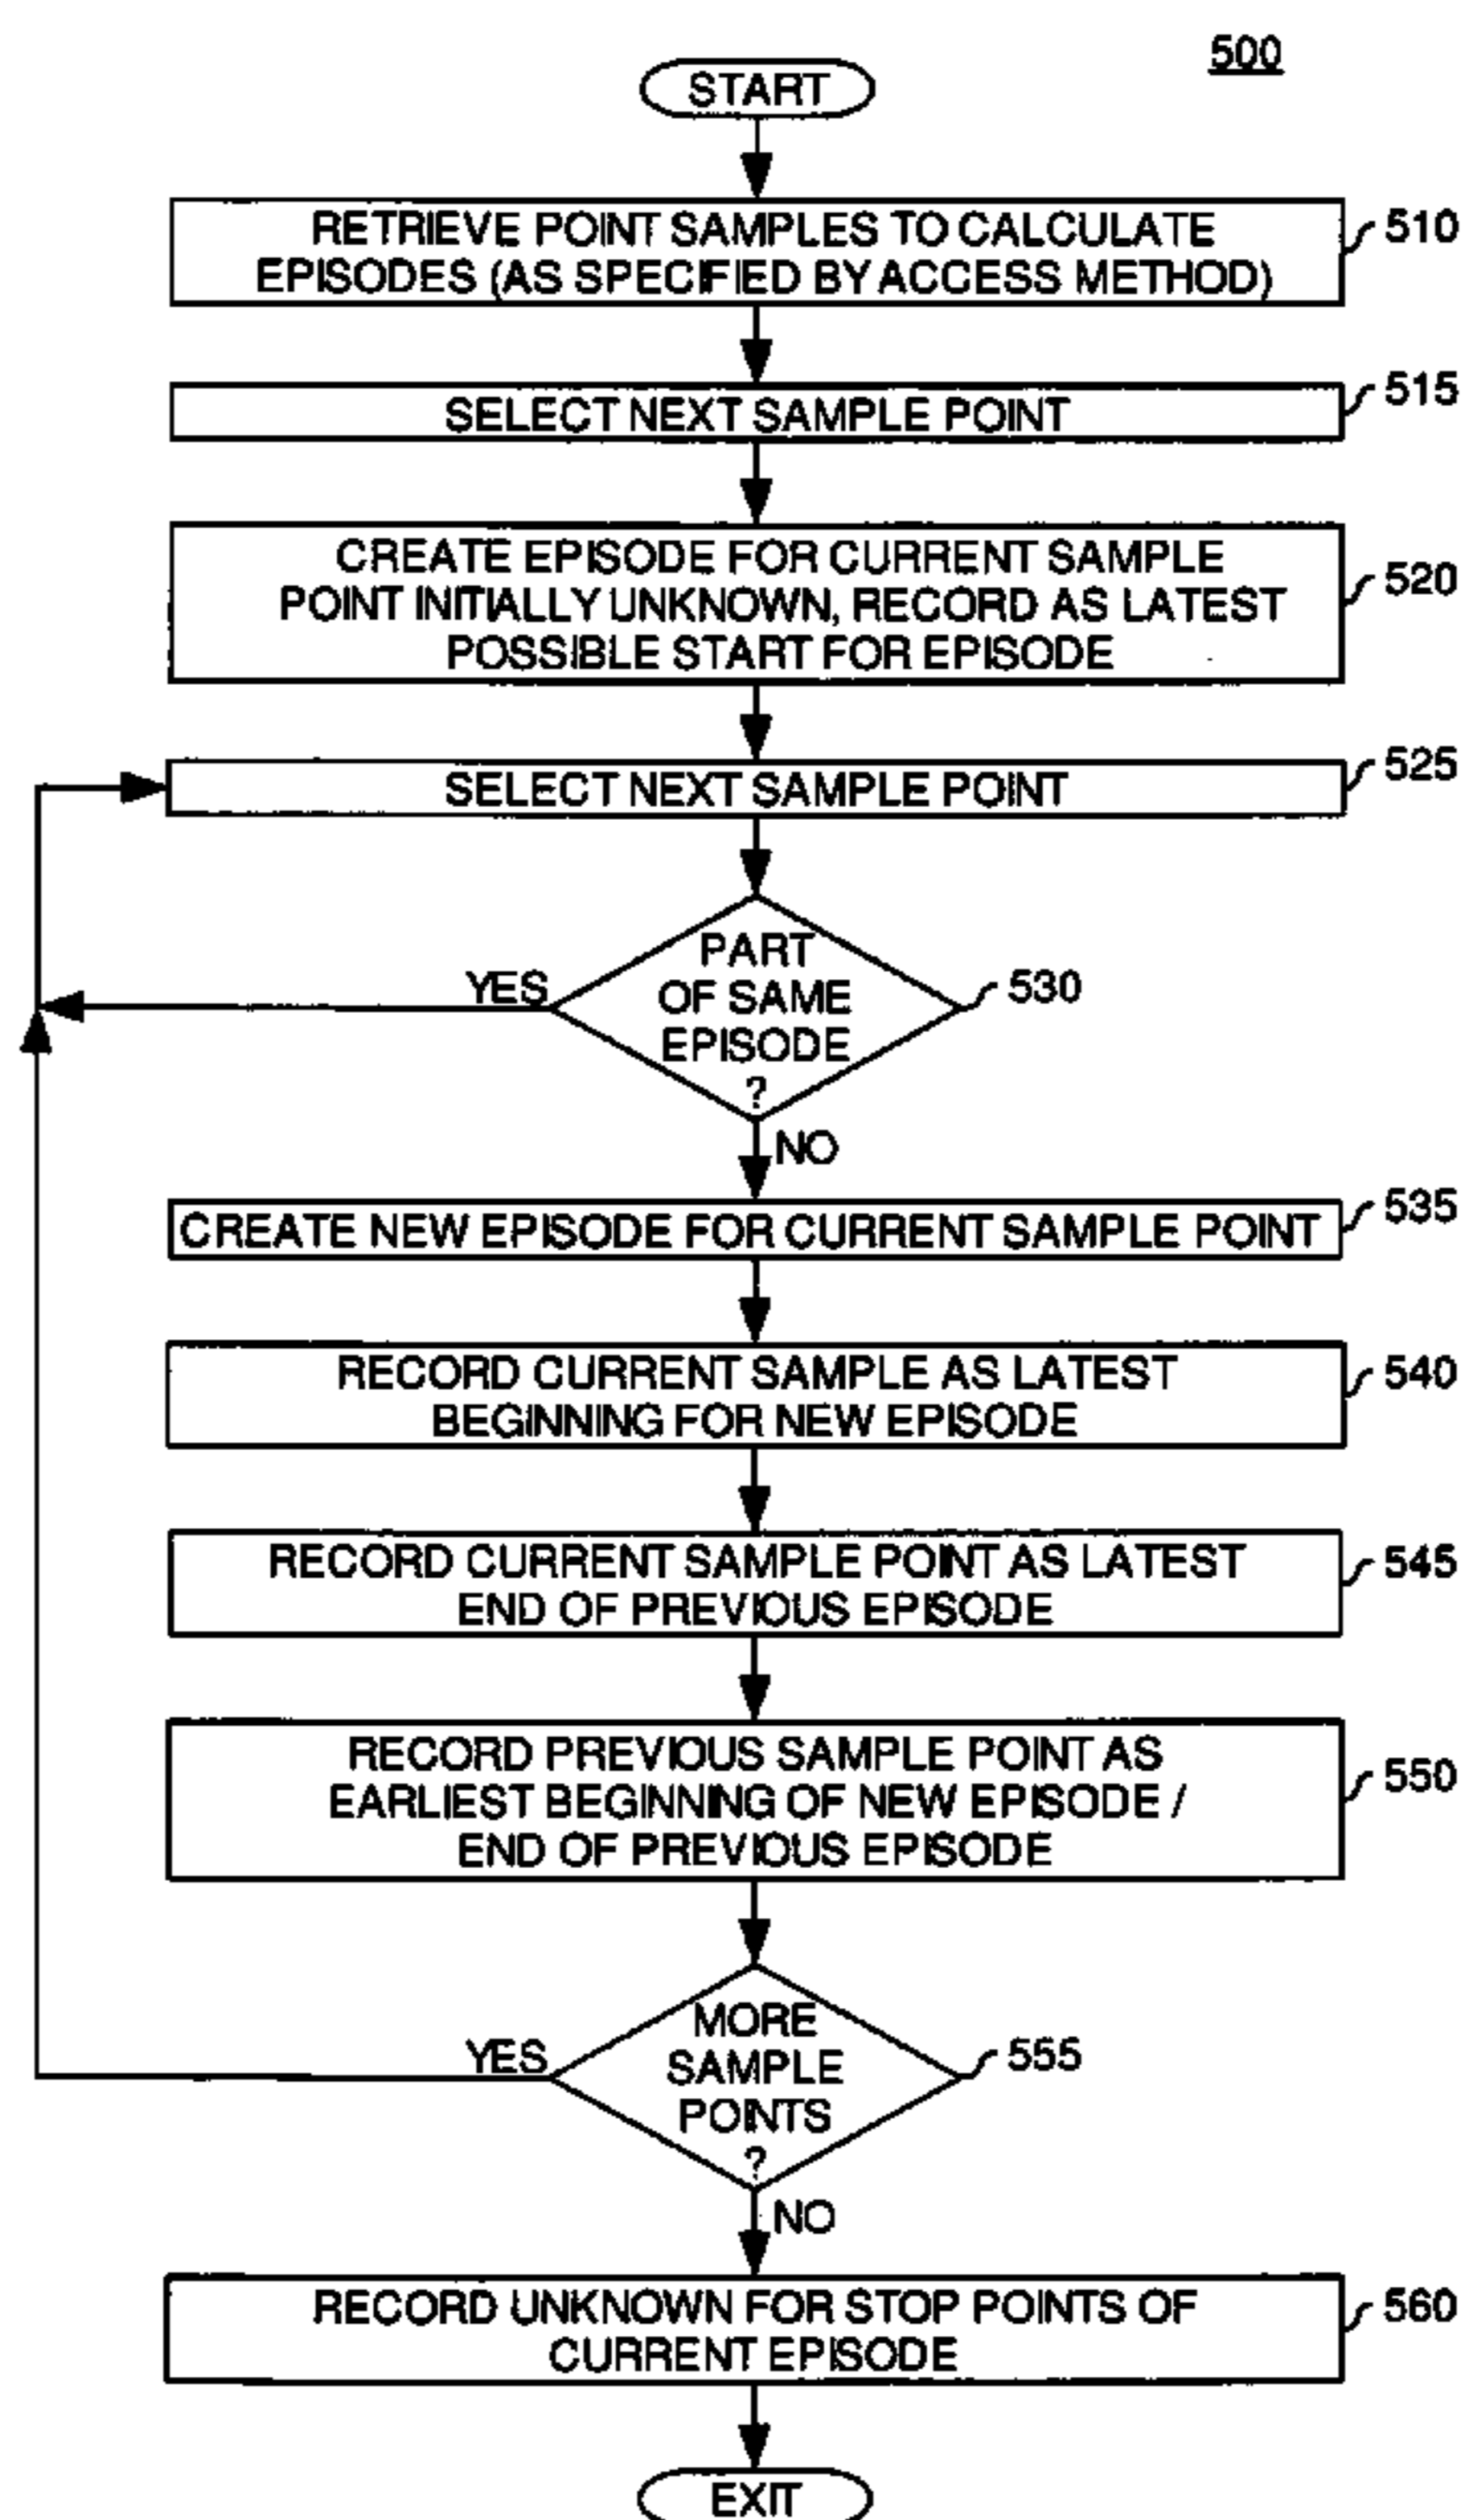 500
START
RETRIEVE POINT SAMPLES TO CALCULATE
EPISODES (AS SPECIFIED BY ACCESS METHOD)
510
SELECT NEXT SAMPLE POINT
515
CREATE EPISODE FOR CURRENT SAMPLE
POINT INITIALLY UNKNOWN, RECORD AS LATEST
POSSIBLE START FOR EPISODE
520
SELECT NEXT SAMPLE POINT
525
PART
OF SAME
EPISODE
?
530
YES
NO
CREATE NEW EPISODE FOR CURRENT SAMPLE POINT
535
RECORD CURRENT SAMPLE AS LATEST
BEGINNING FOR NEW EPISODE
540
RECORD CURRENT SAMPLE POINT AS LATEST
END OF PREVIOUS EPISODE
545
RECORD PREVIOUS SAMPLE POINT AS
EARLIEST BEGINNING OF NEW EPISODE /
END OF PREVIOUS EPISODE
550
MORE
SAMPLE
POINTS
?
555
YES
NO
RECORD UNKNOWN FOR STOP POINTS OF
CURRENT EPISODE
560
EXIT